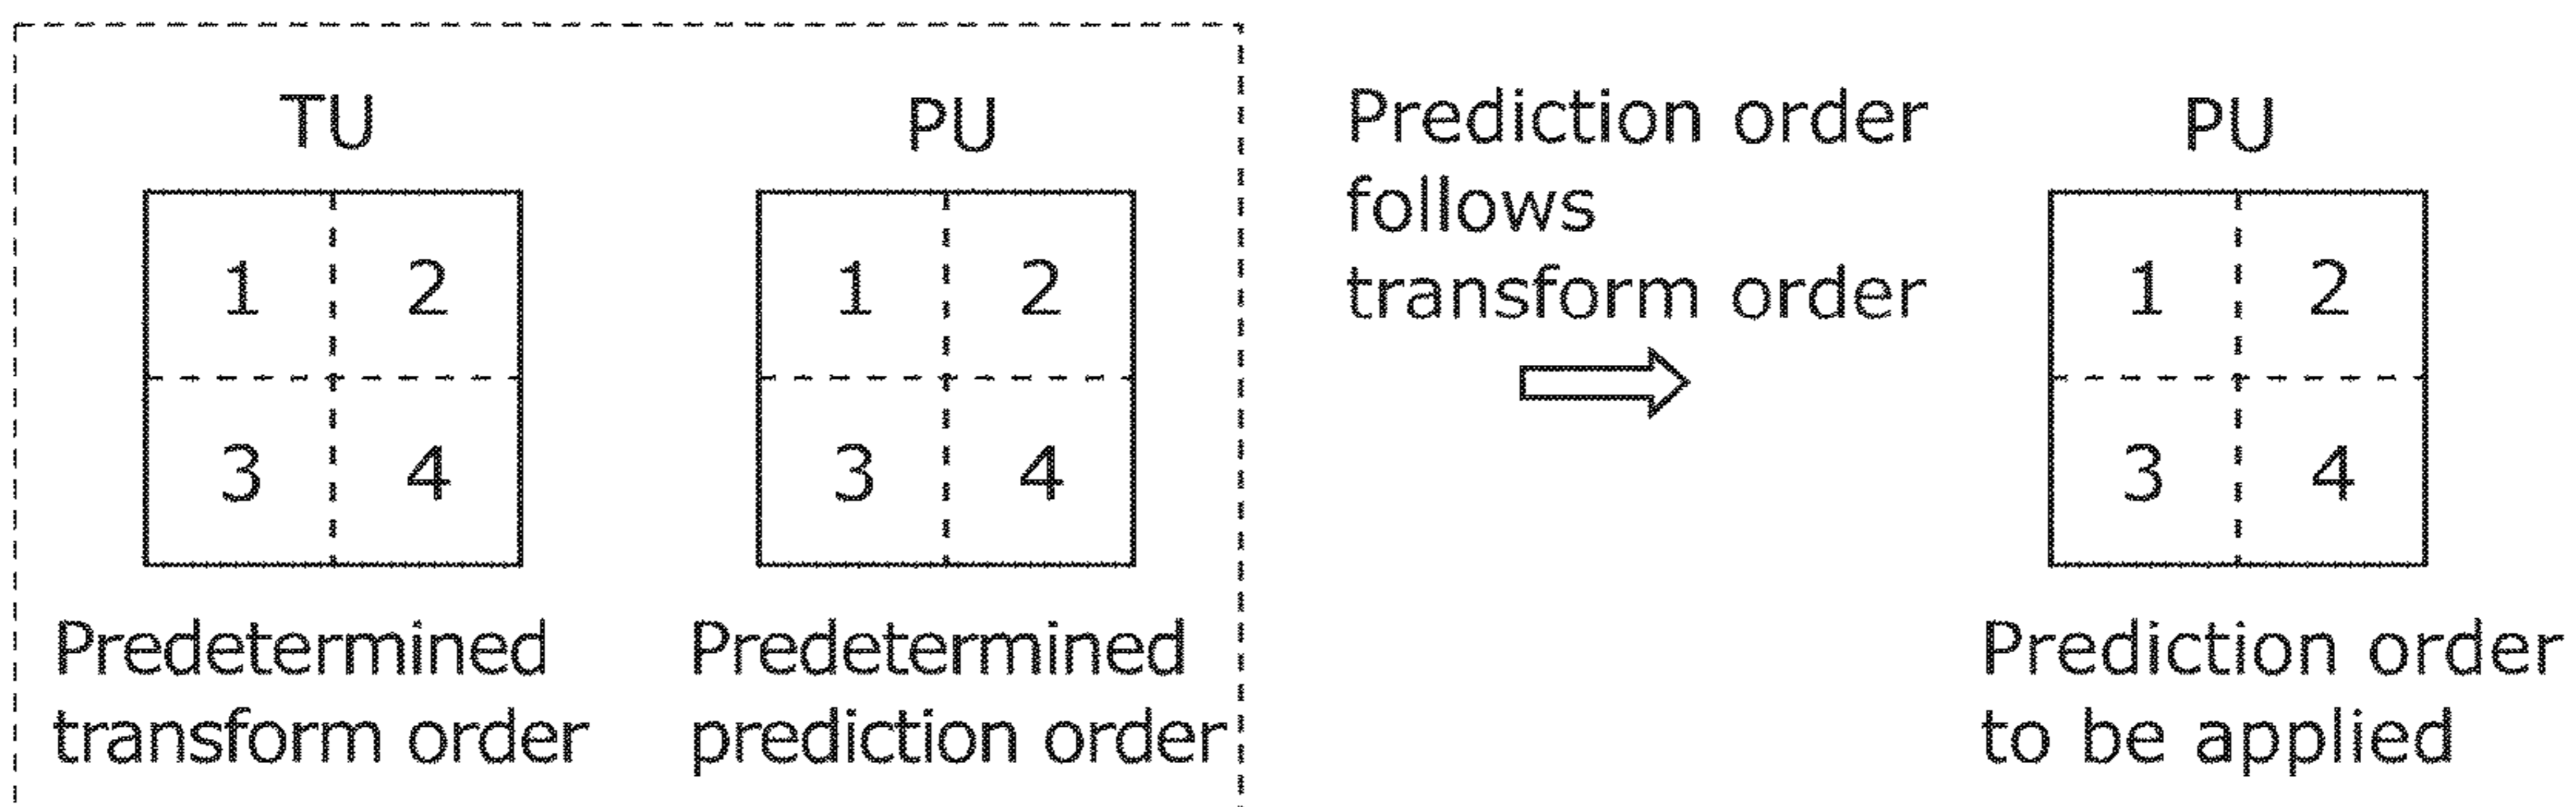 TU
1 2
3 4
Predetermined
transform order
PU
1 2
3 4
Predetermined
prediction order
Prediction order
follows
transform order
PU
1 2
3 4
Prediction order
to be applied